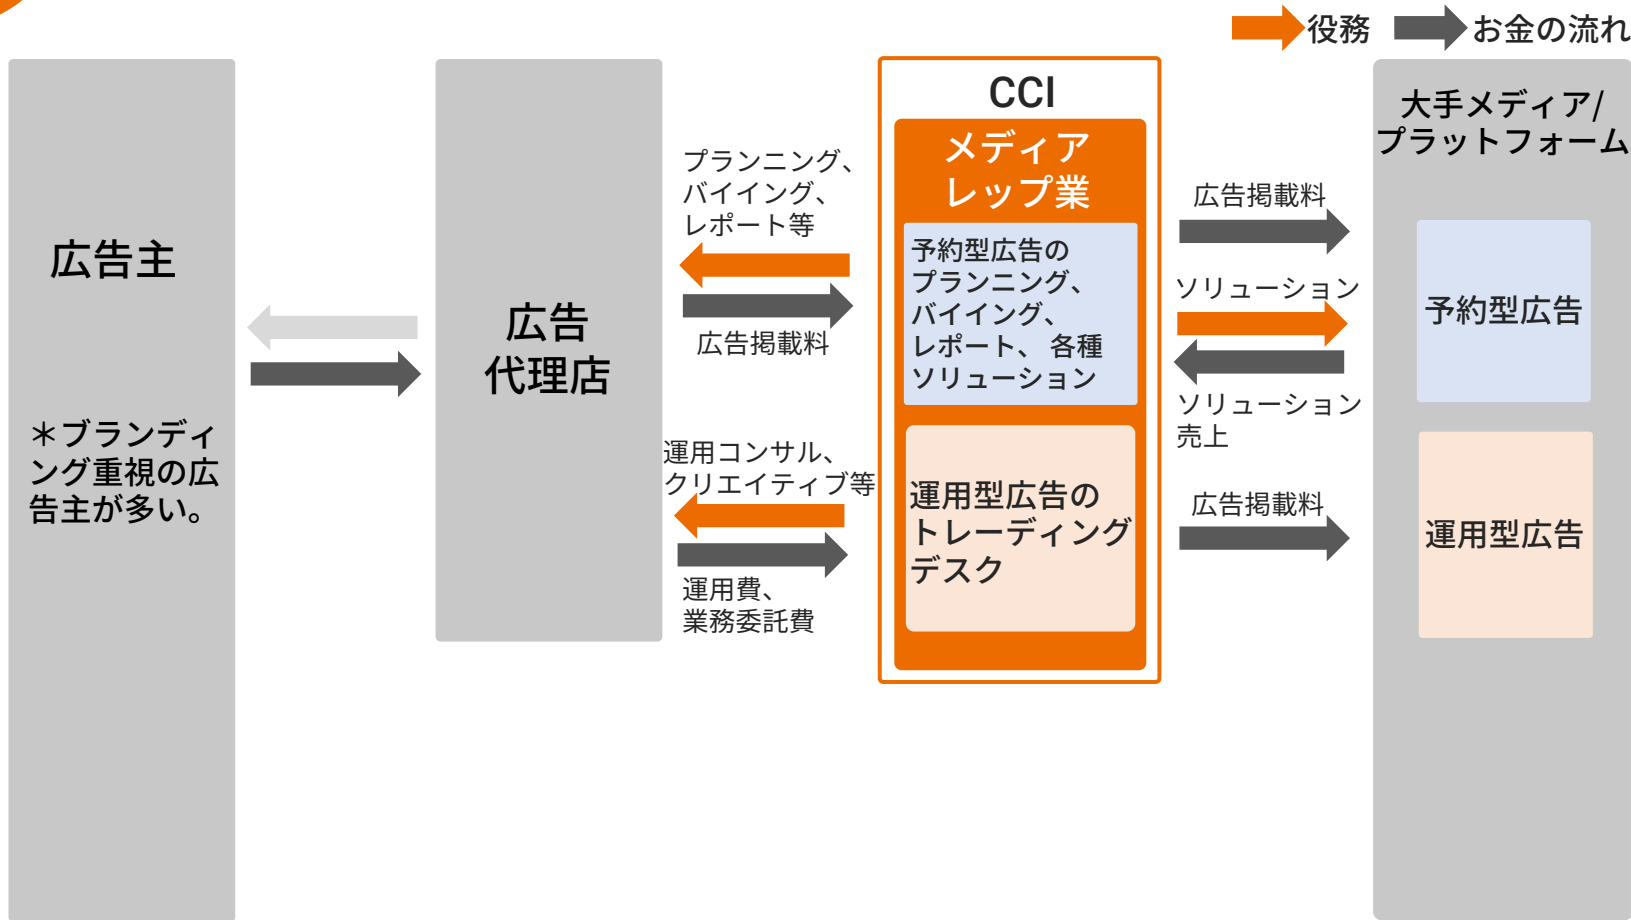 役務
お金の流れ
広告主
＊ブランディ
ング重視の広
告主が多い。
広告
代理店
プランニング、
バイイング、
レポート等
広告掲載料
運用コンサル、
クリエイティブ等
運用費、
業務委託費
CCI
メディア
レップ業
予約型広告の
プランニング、
バイイング、
レポート、 各種
ソリューション
運用型広告の
トレーディング
デスク
広告掲載料
ソリューション
ソリューション
売上
広告掲載料
大手メディア/
プラットフォーム
予約型広告
運用型広告